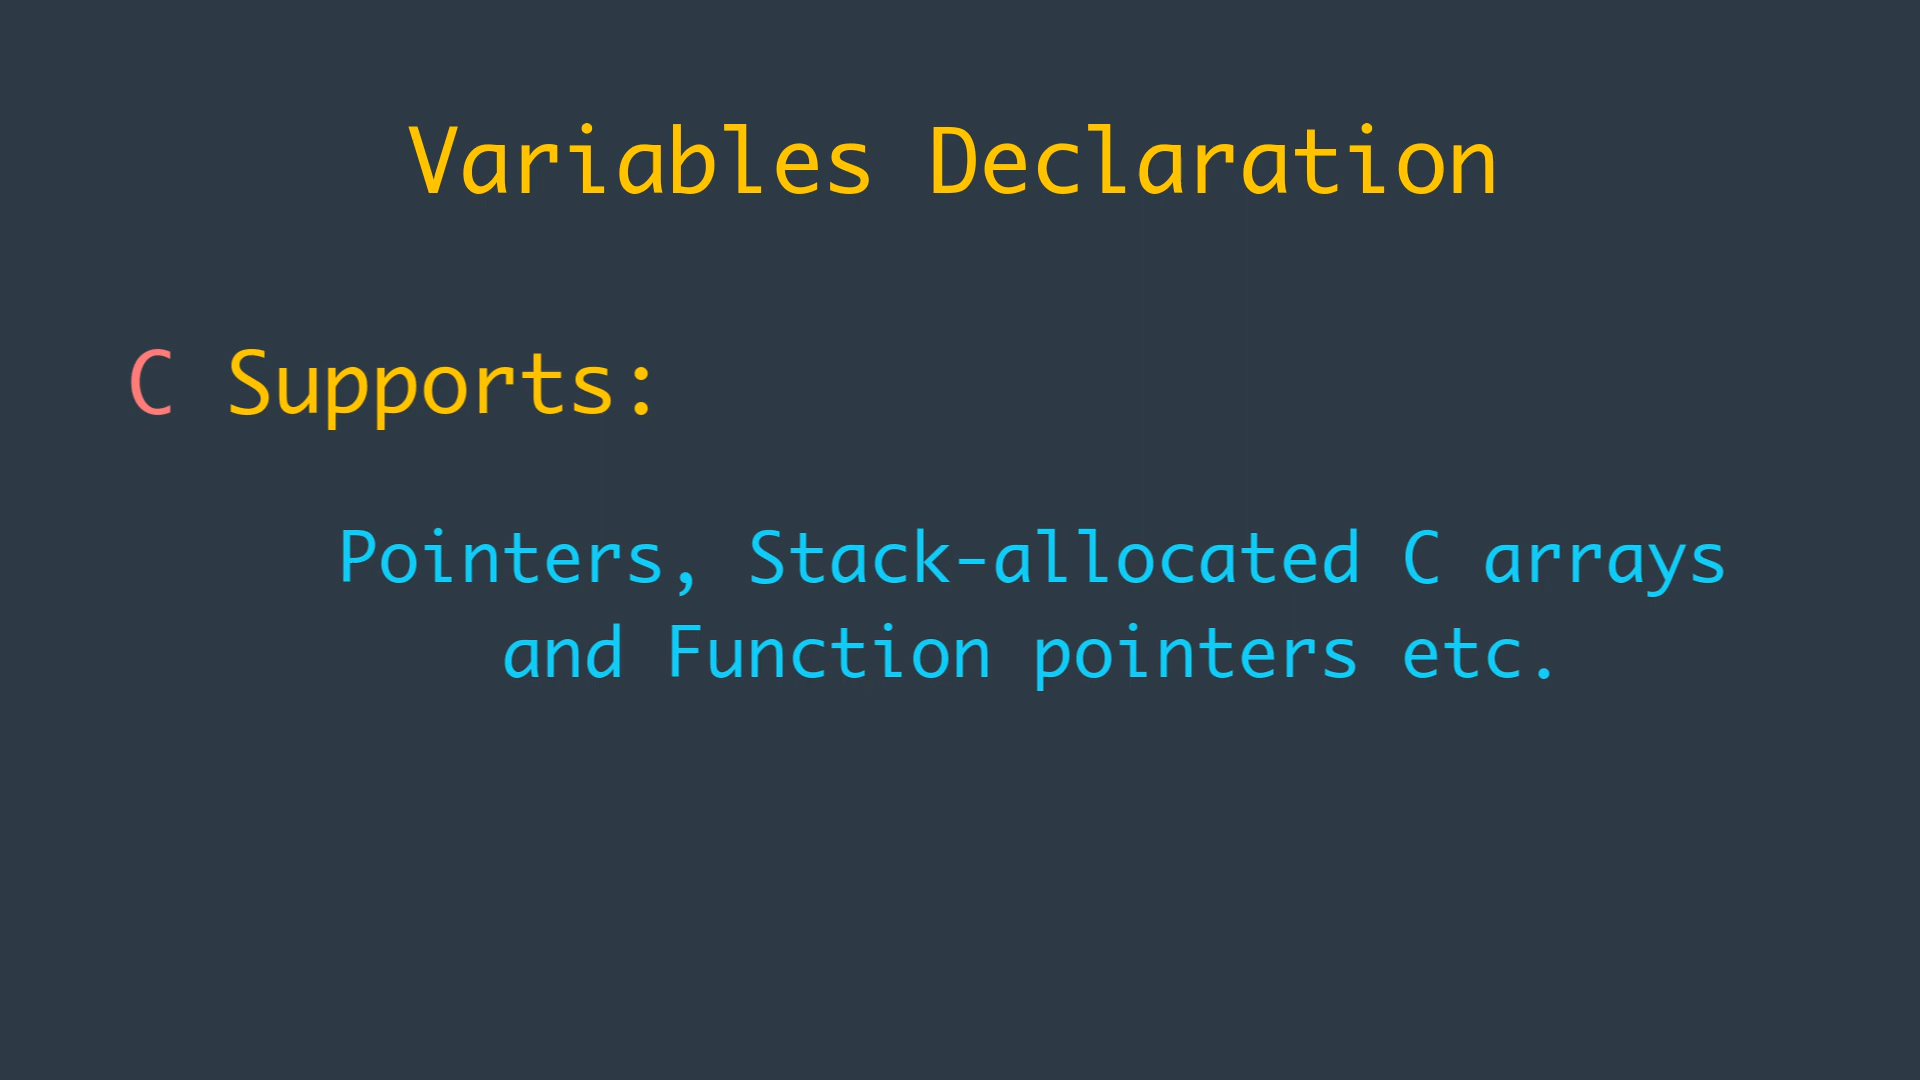 Variables Declaration
C Supports:
Pointers, Stack-allocated C arrays
and Function pointers etc.